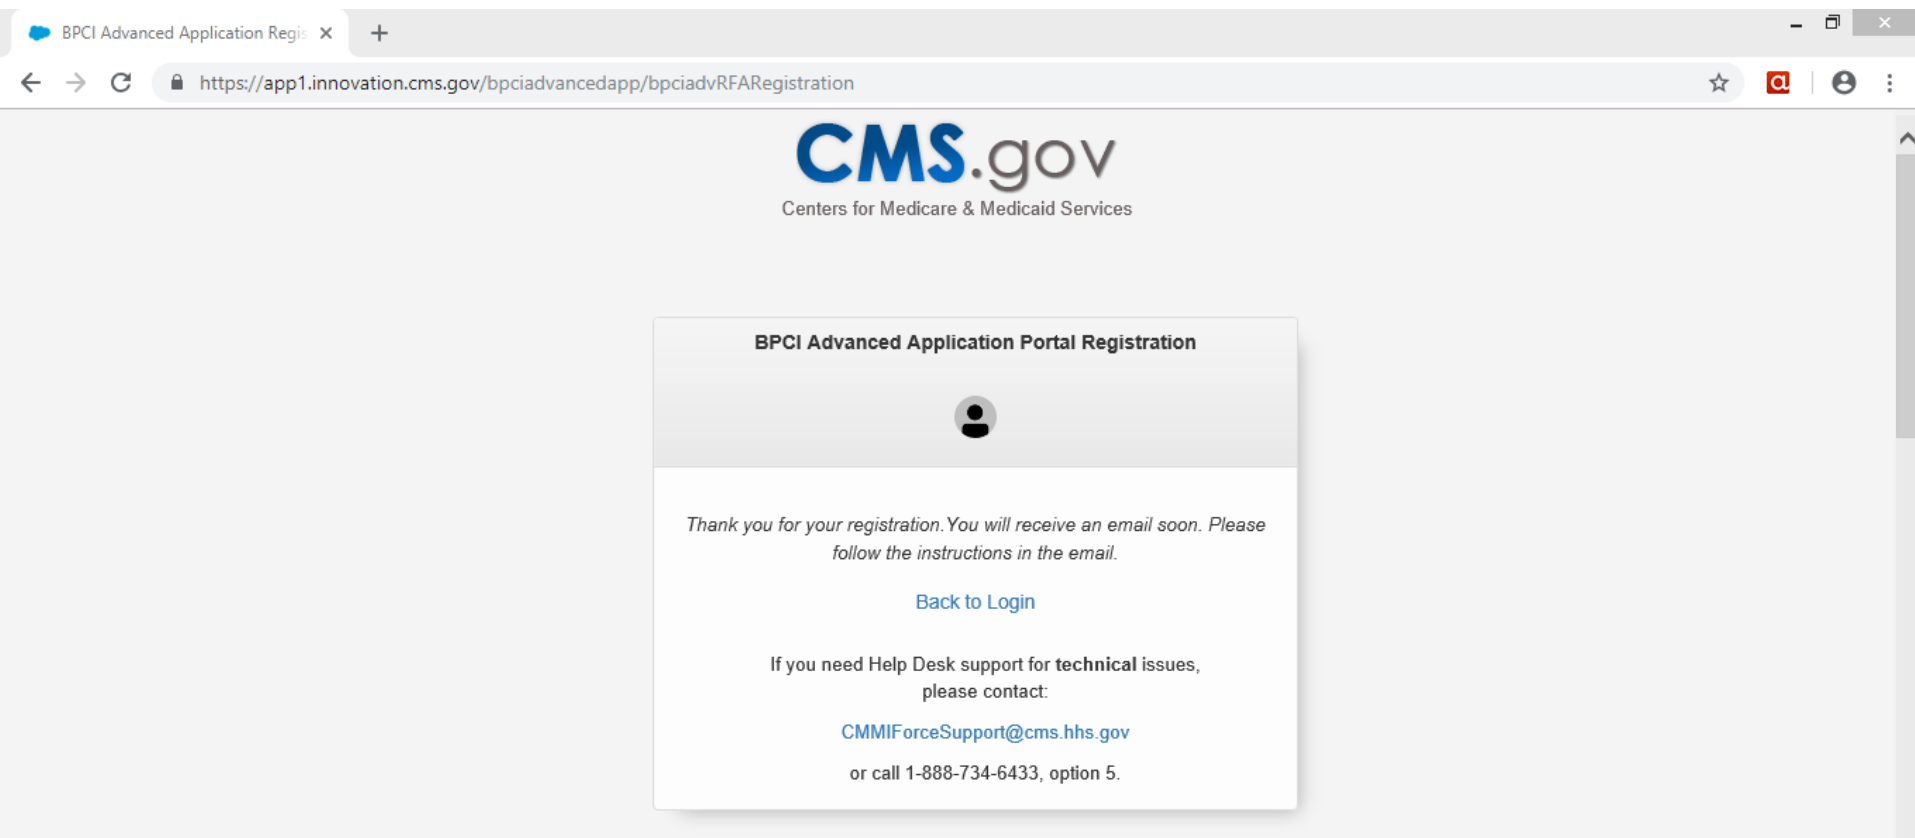 BPCI Advanced Application Regis
https://app1.innovation.cms.gov/bpciadvancedapp/bpciadvRFARegistration
CMS.gov
Centers for Medicare & Medicaid Services
BPCI Advanced Application Portal Registration
Thank you for your registration.You will receive an email soon. Please
follow the instructions in the email.
Back to Login
If you need Help Desk support for technical issues,
please contact:
CMMIForceSupport@cms.hhs.gov
or call 1-888-734-6433, option 5.